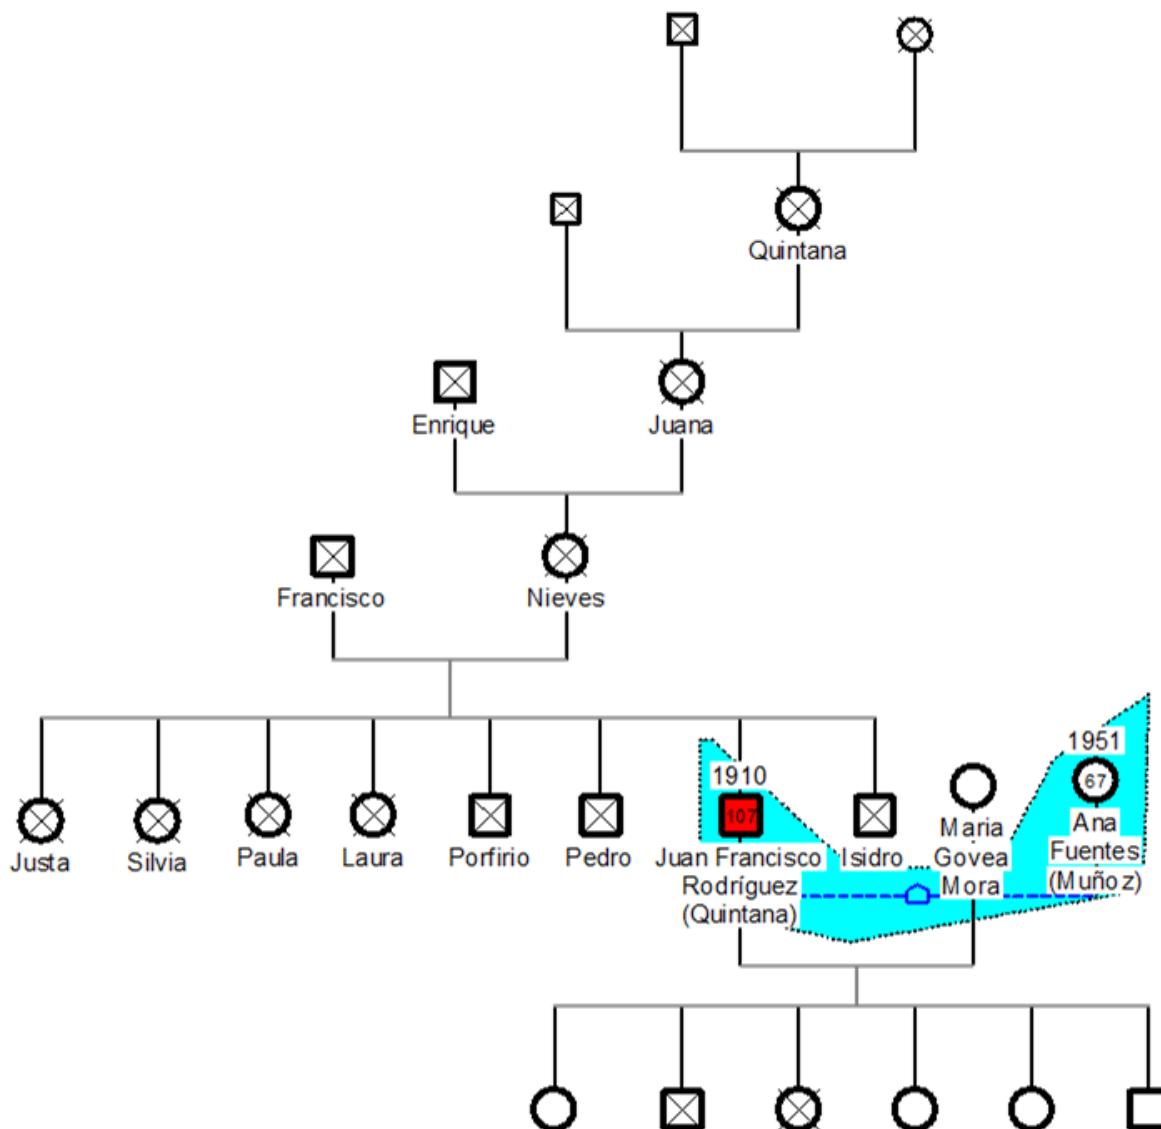 Quintana
Enrique
Juana
Francisco
Nieves
1910
1951
107
67
Justa
Silvia
Paula
Laura
Porfirio
Pedro
Juan Francisco
Rodríguez
(Quintana)
Isidro
Maria
Govea
Mora
Ana
Fuentes
(Muñoz)